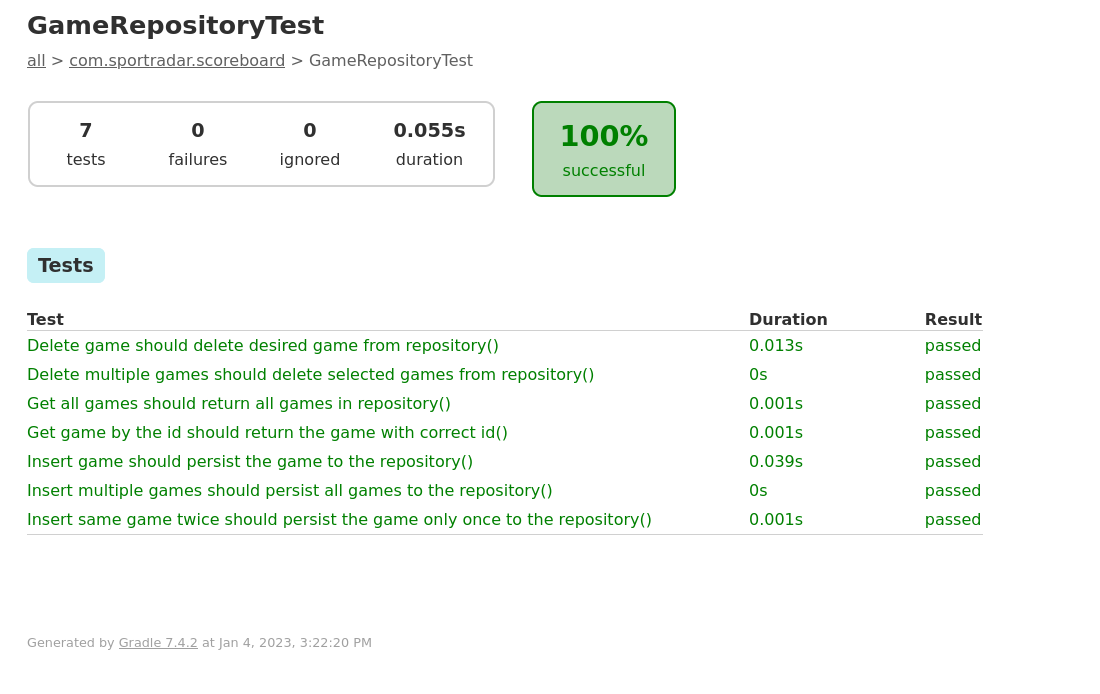 GameRepositoryTest
all > com.sportradar.scoreboard > GameRepositoryTest
7 0 0 0.055s
tests failures ignored duration
100%
successful
Tests
Test Duration Result
Delete game should delete desired game from repository() 0.013s passed
Delete multiple games should delete selected games from repository() 0s passed
Get all games should return all games in repository() 0.001s passed
Get game by the id should return the game with correct id() 0.001s passed
Insert game should persist the game to the repository() 0.039s passed
Insert multiple games should persist all games to the repository() 0s passed
Insert same game twice should persist the game only once to the repository() 0.001s passed
Generated by Gradle 7.4.2 at Jan 4, 2023, 3:22:20 PM